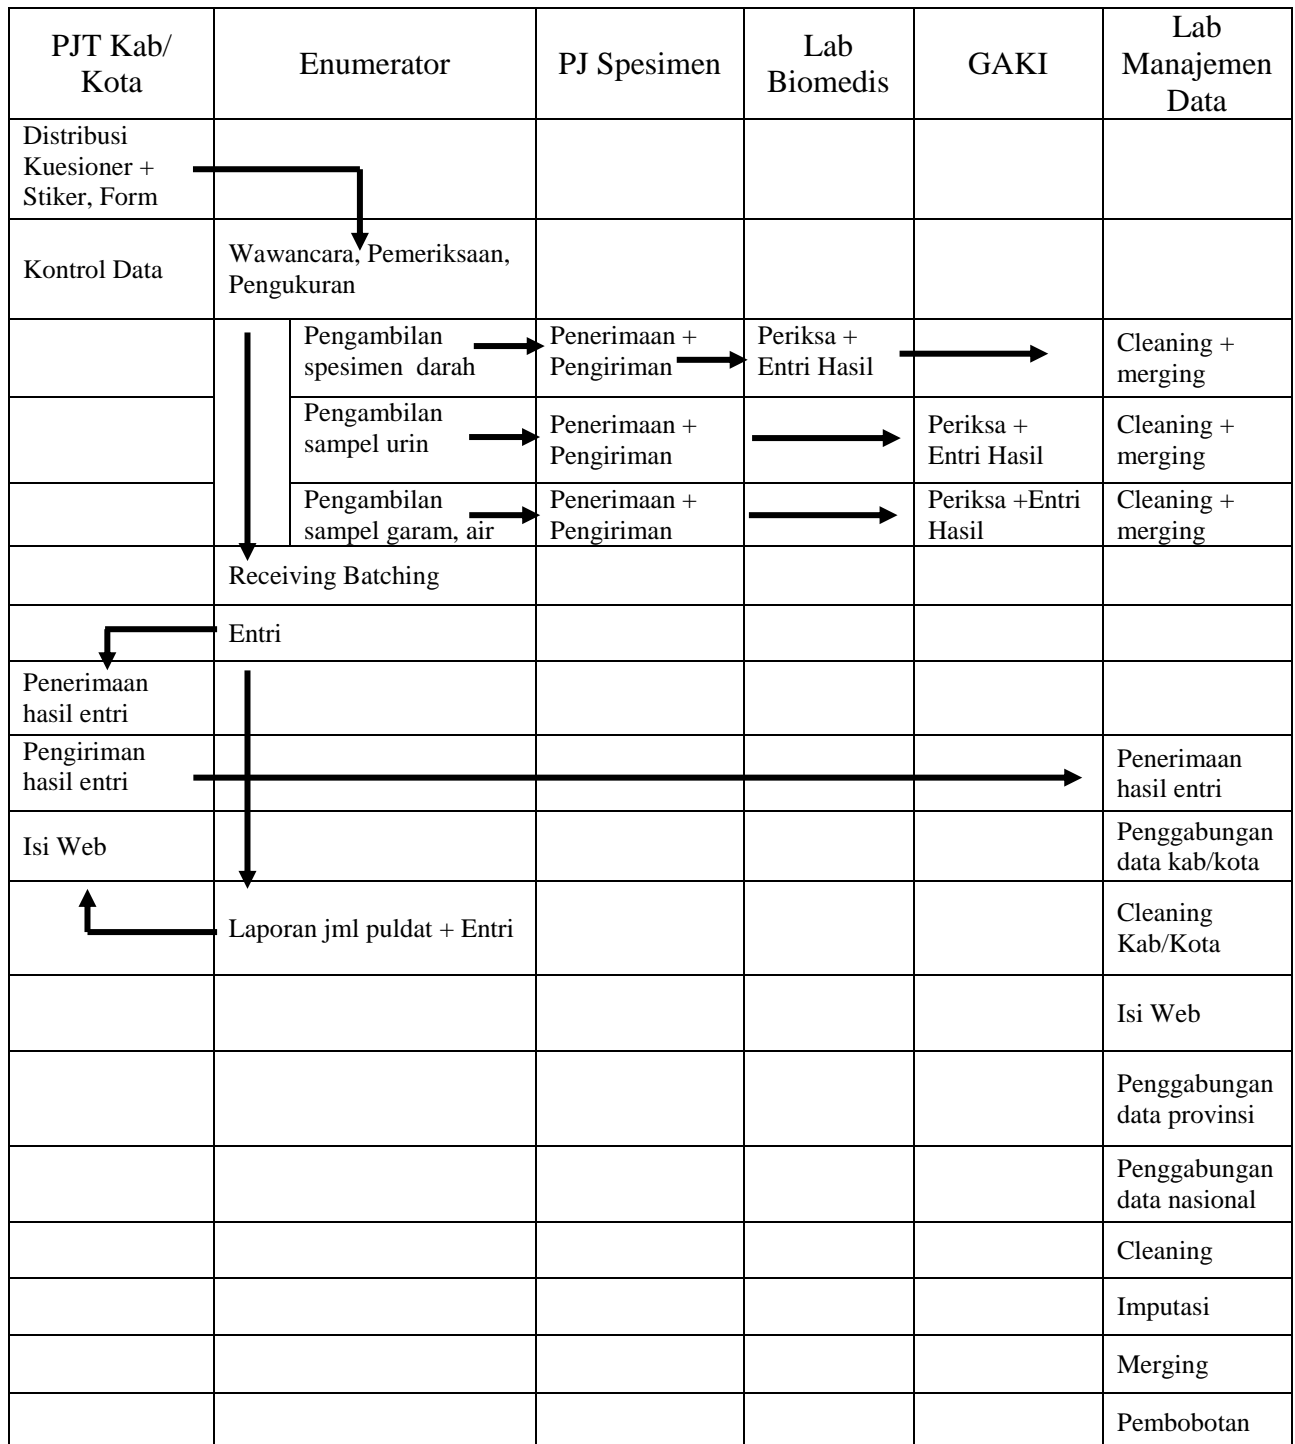 PJT Kab/
Kota
Enumerator
PJ Spesimen
Lab
Biomedis
GAKI
Lab
Manajemen
Data
Distribusi
Kuesioner +
Stiker, Form
Kontrol Data
Wawancara, Pemeriksaan,
Pengukuran
Pengambilan
spesimen  darah
Penerimaan +
Pengiriman
Periksa +
Entri Hasil
Cleaning +
merging
Pengambilan
sampel urin
Penerimaan +
Pengiriman
Periksa +
Entri Hasil
Cleaning +
merging
Pengambilan
sampel garam, air
Penerimaan +
Pengiriman
Periksa +Entri
Hasil
Cleaning +
merging
Receiving Batching
Entri
Penerimaan
hasil entri
Pengiriman
hasil entri
Penerimaan
hasil entri
Isi Web
Penggabungan
data kab/kota
Laporan jml puldat + Entri
Cleaning
Kab/Kota
Isi Web
Penggabungan
data provinsi
Penggabungan
data nasional
Cleaning
Imputasi
Merging
Pembobotan